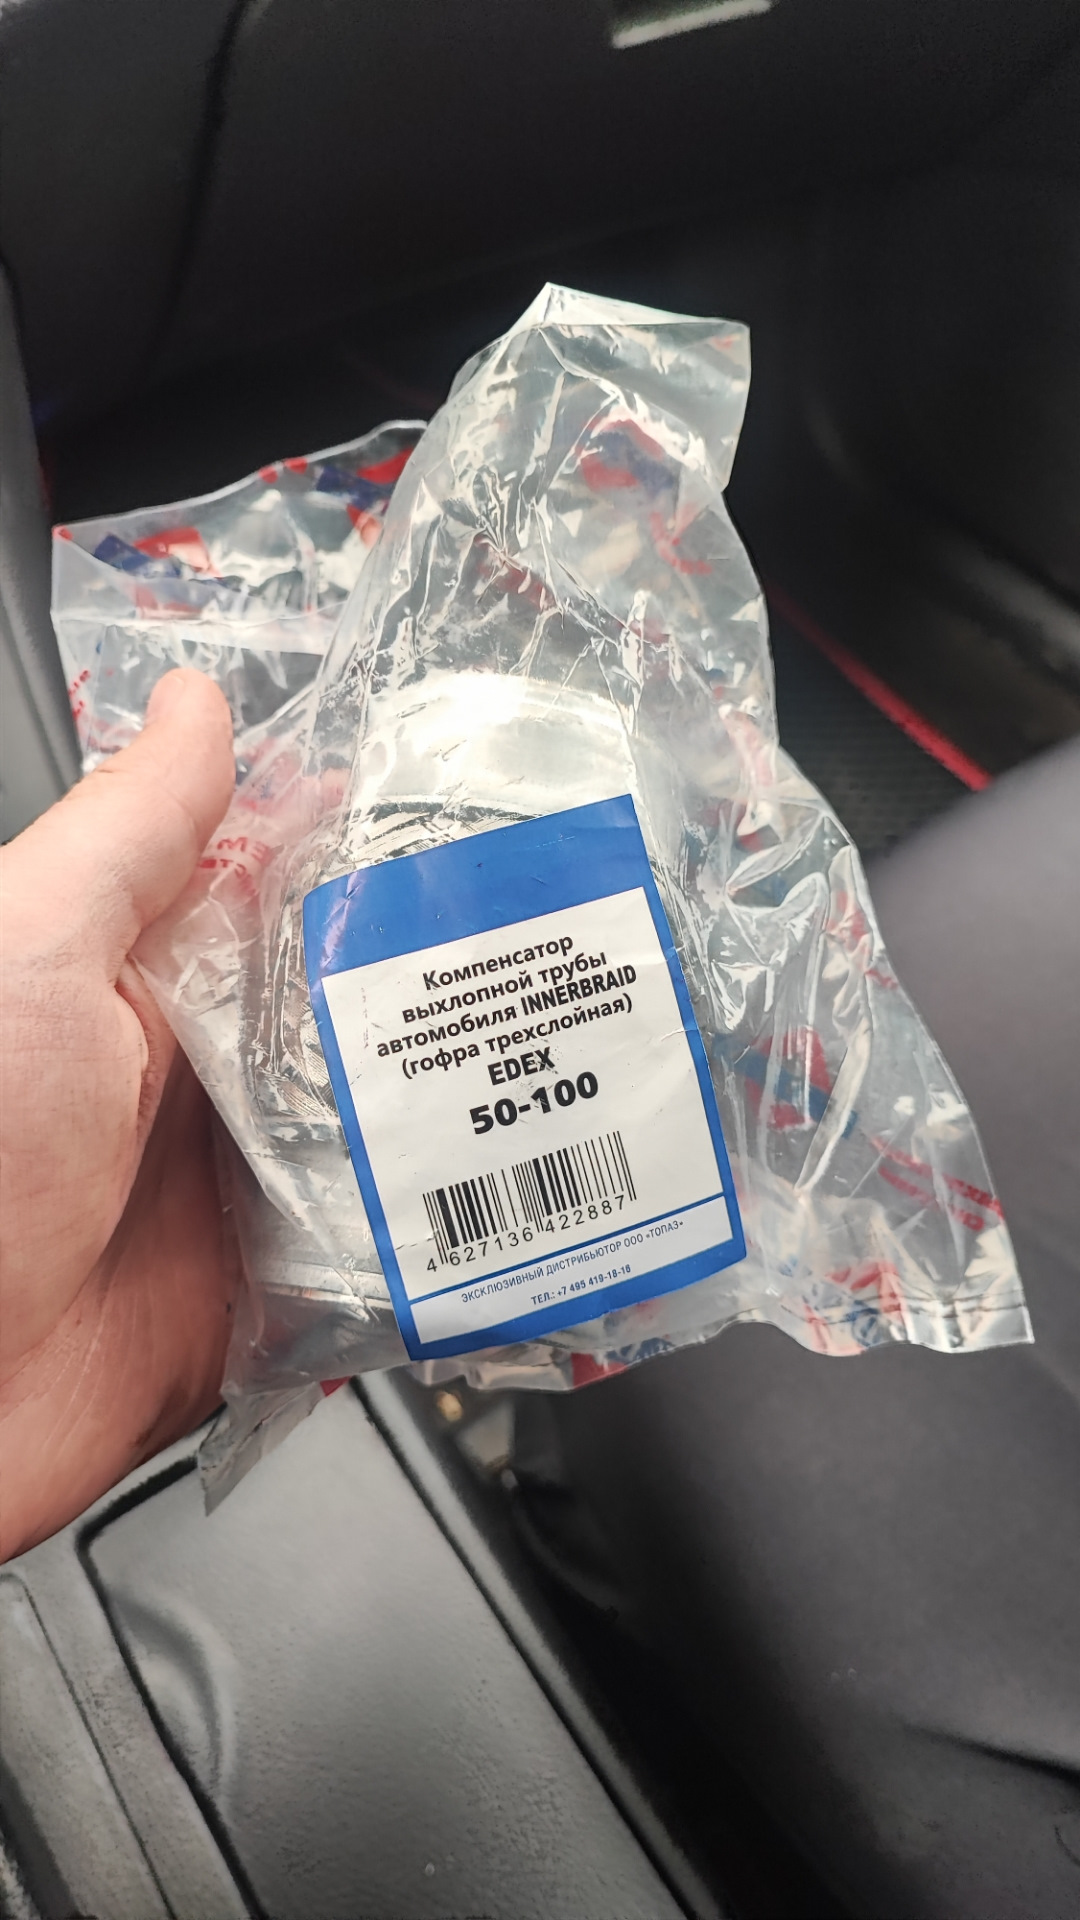 Компенсатор
выхлопной трубы
автомобиля INNERBRAID
(гофра трехслойная)
EDEX
50-100
4 627136 422887
ЭКСКЛЮЗИВНЫЙ ДИСТРИБЬЮТОР ООО «ТОПАЗ»
ТЕЛ.: +7 495 419-18-18